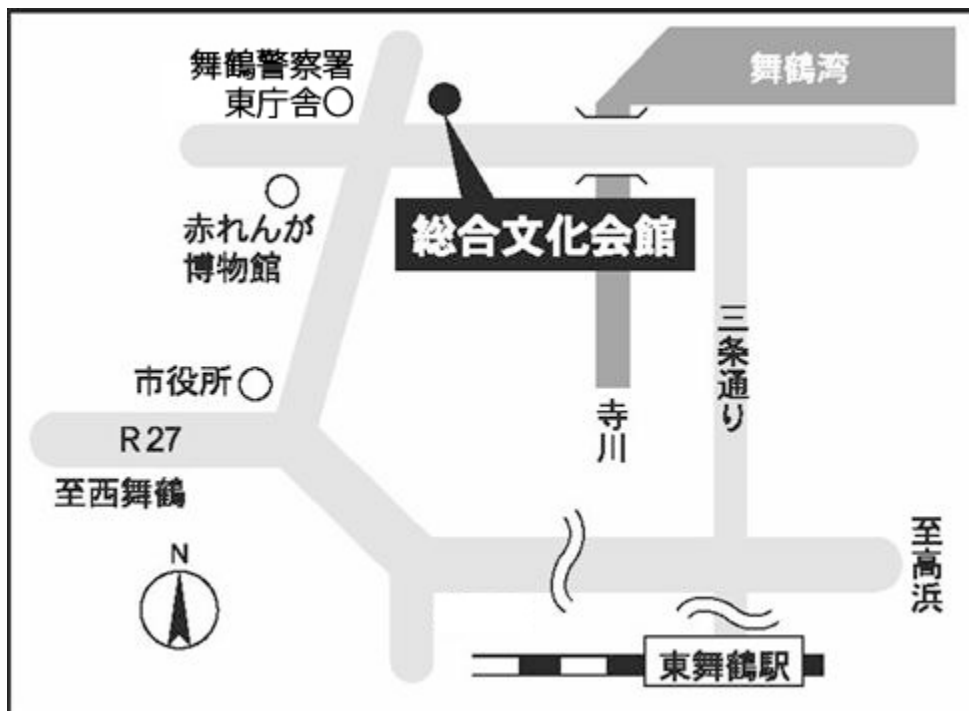 舞鶴警察署
東庁舎
舞鶴湾
赤れんが
博物館
総合文化会館
三条通り
市役所
寺川
R27
至西舞鶴
至高浜
N
東舞鶴駅